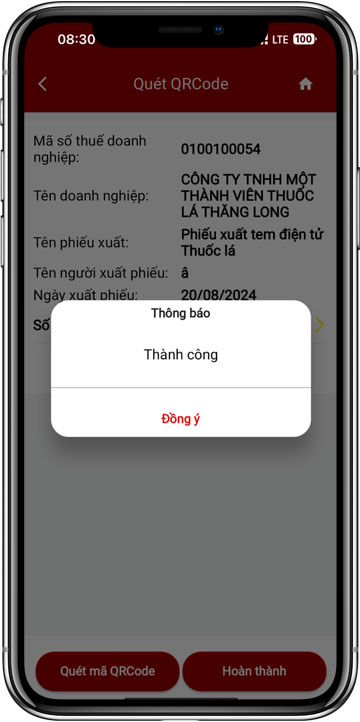 08:30
LTE 100
Quét QRCode
Mã số thuế doanh
nghiệp:
0100100054
Tên doanh nghiệp:
CÔNG TY TNHH MỘT
THÀNH VIÊN THUỐC
LÁ THĂNG LONG
Tên phiếu xuất:
Phiếu xuất tem điện tử
Thuốc lá
Tên người xuất phiếu: â
Ngày xuất phiếu: 20/08/2024
Số
Thông báo
Thành công
Đồng ý
Quét mã QRCode
Hoàn thành